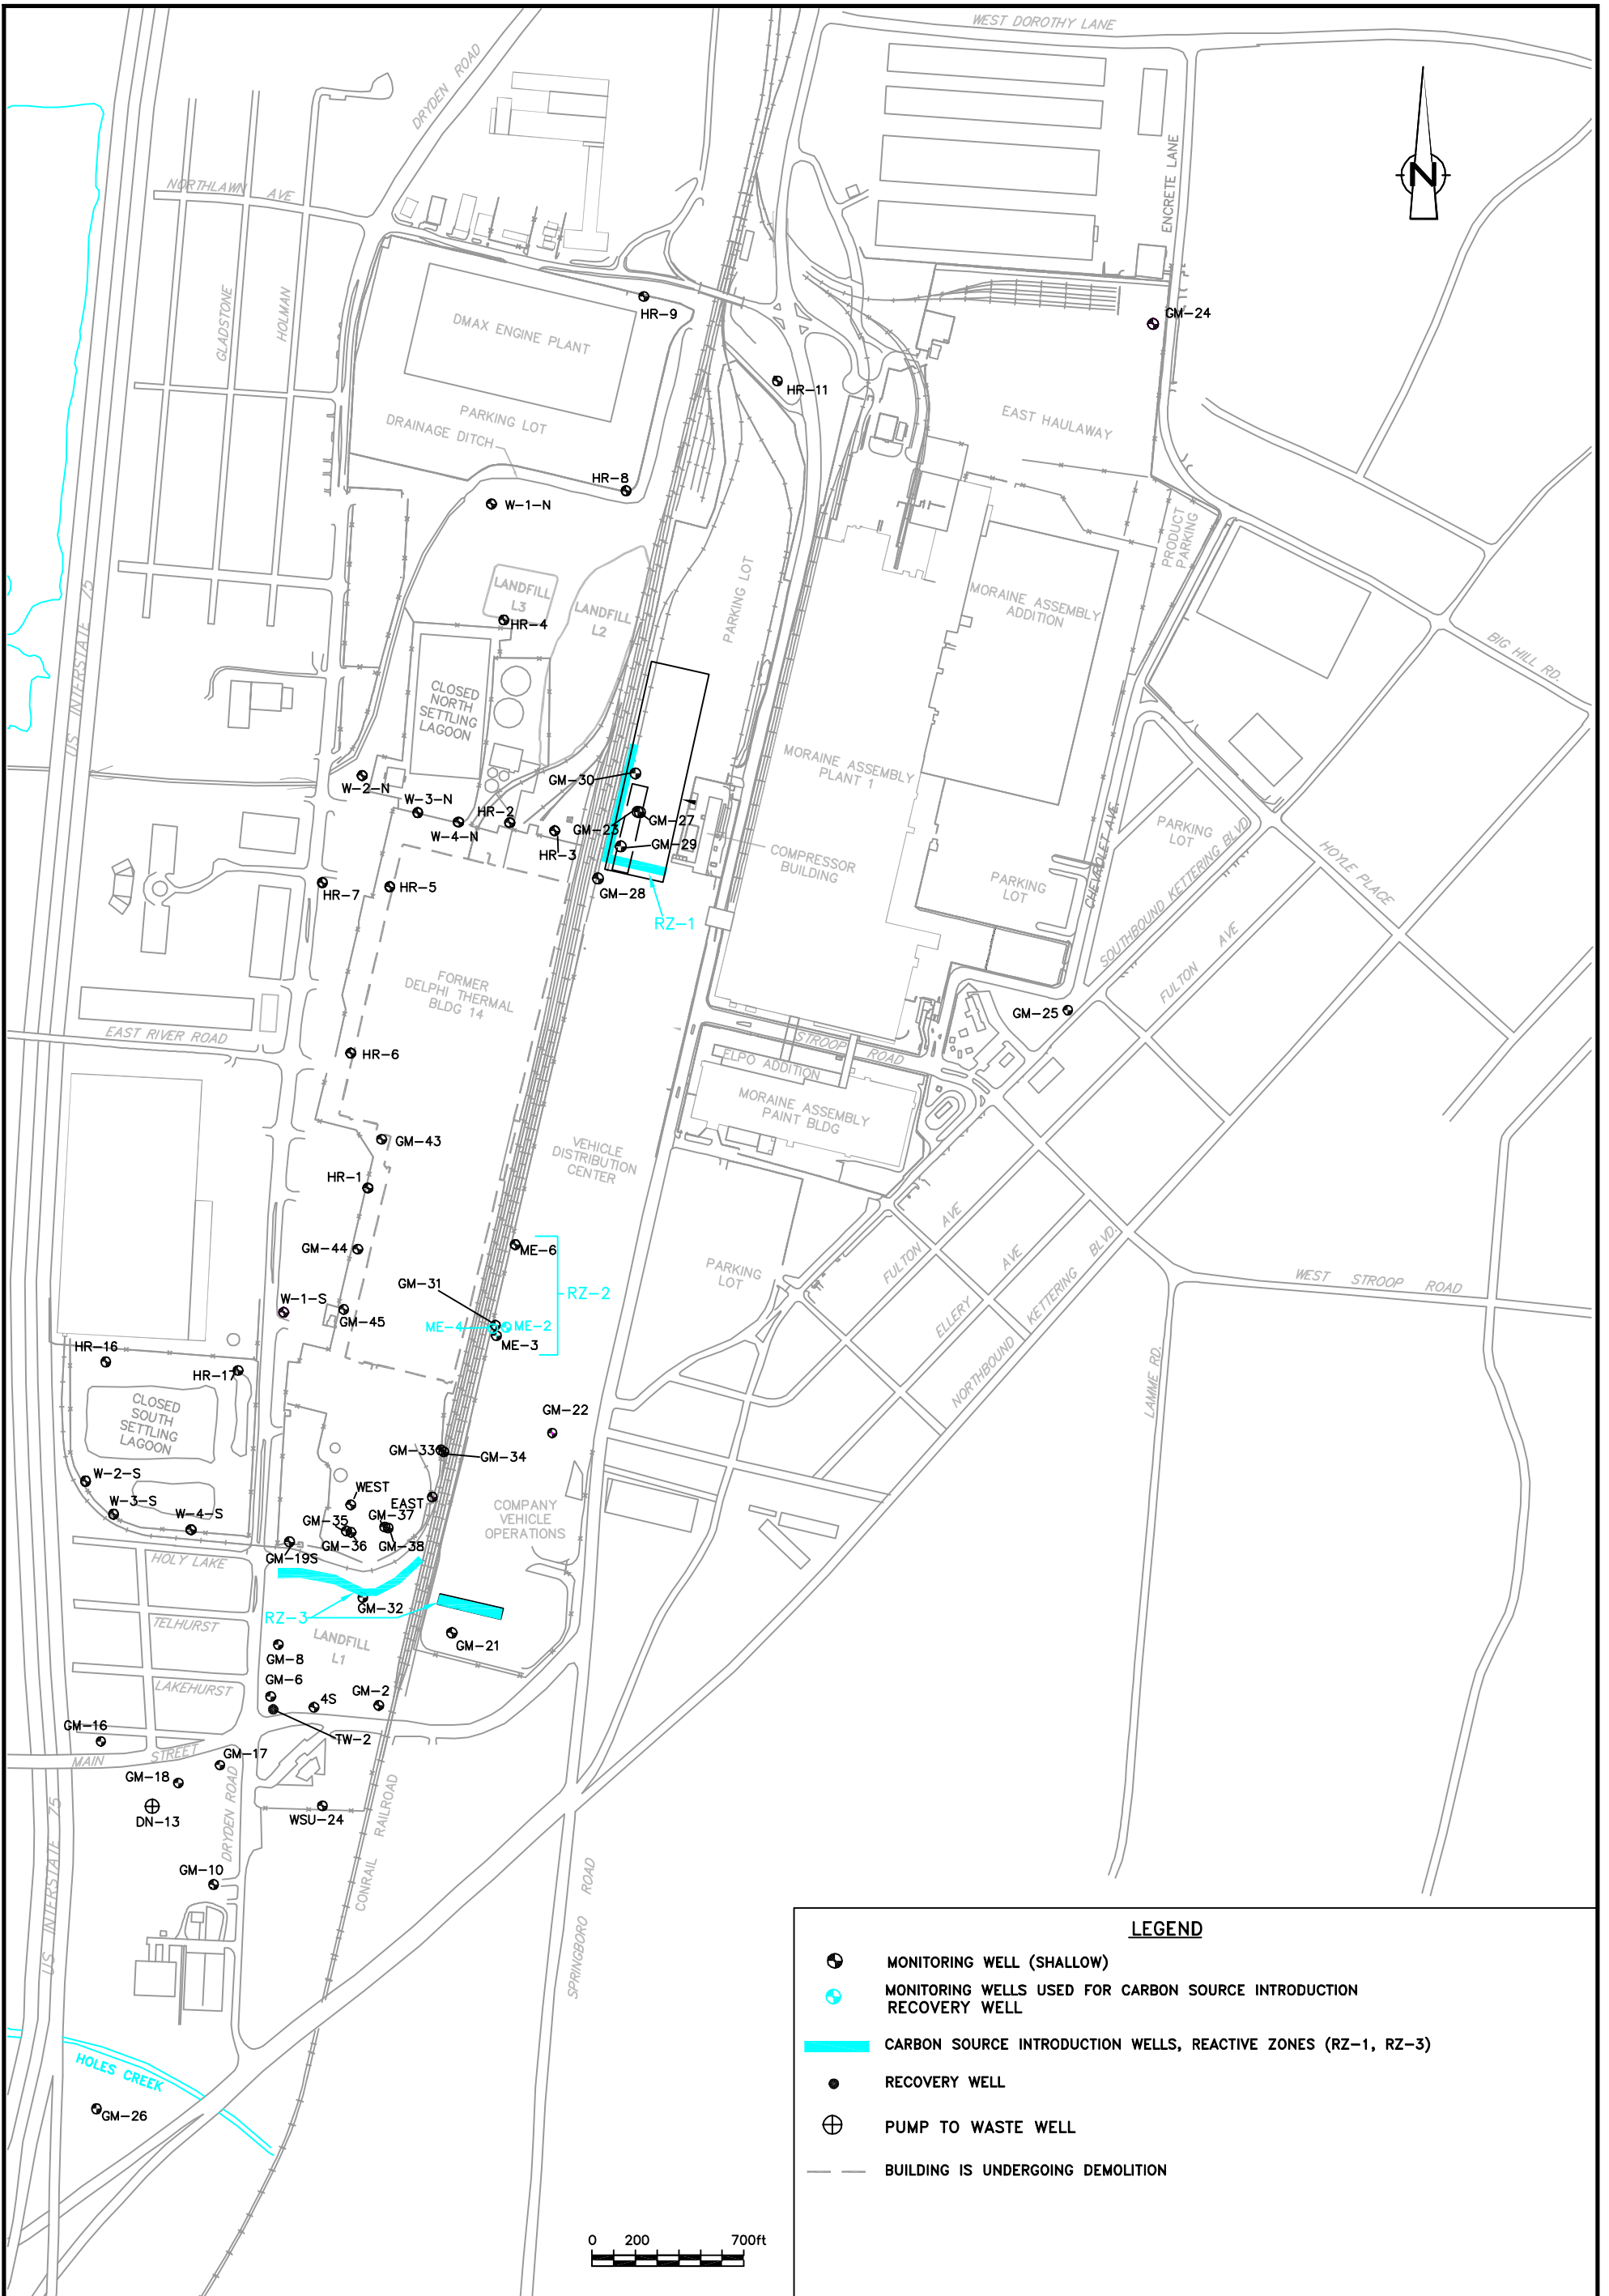 WEST DOROTHY LANE
DRYDEN ROAD
ENCRETE LANE
N
NORTHLAWN AVE
GLADSTONE
HOLMAN
HR-9
GM-24
DMAX ENGINE PLANT
HR-11
PARKING LOT
DRAINAGE DITCH
EAST HAULAWAY
HR-8
W-1-N
PRODUCT
PARKING
LANDFILL
L3
HR-4
LANDFILL
L2
PARKING LOT
MORAINE ASSEMBLY
ADDITION
BIG HILL RD.
US INTERSTATE 75
CLOSED
NORTH
SETTLING
LAGOON
MORAINE ASSEMBLY
PLANT 1
GM-30
W-2-N
W-3-N
W-4-N
HR-2
HR-3
GM-23
GM-27
GM-29
GM-28
RZ-1
COMPRESSOR
BUILDING
PARKING
LOT
PARKING
LOT
CHEVROLET AVE.
SOUTHBOUND KETTERING BLVD
HOYLE PLACE
FULTON AVE
HR-7
HR-5
FORMER
DELPHI THERMAL
BLDG 14
GM-25
EAST RIVER ROAD
HR-6
STROOP ROAD
ELPO ADDITION
MORAINE ASSEMBLY
PAINT BLDG
GM-43
VEHICLE
DISTRIBUTION
CENTER
HR-1
GM-44
ME-6
GM-31
RZ-2
PARKING
LOT
FULTON AVE
ELLERY AVE
NORTHBOUND KETTERING BLVD.
WEST STROOP ROAD
LAMME RD.
W-1-S
GM-45
ME-4
ME-2
ME-3
HR-16
HR-17
CLOSED
SOUTH
SETTLING
LAGOON
GM-22
GM-33
GM-34
W-2-S
W-3-S
W-4-S
WEST
EAST
GM-35
GM-37
GM-36
GM-38
GM-19S
COMPANY
VEHICLE
OPERATIONS
HOLY LAKE
GM-32
RZ-3
TELHURST
LANDFILL
L1
GM-21
GM-8
LAKEHURST
GM-6
4S
GM-2
GM-16
TW-2
MAIN STREET
GM-17
GM-18
DN-13
WSU-24
DRYDEN ROAD
CONRAIL RAILROAD
GM-10
US INTERSTATE 75
SPRINGBORO ROAD
HOLES CREEK
GM-26
LEGEND
MONITORING WELL (SHALLOW)
MONITORING WELLS USED FOR CARBON SOURCE INTRODUCTION
RECOVERY WELL
CARBON SOURCE INTRODUCTION WELLS, REACTIVE ZONES (RZ-1, RZ-3)
RECOVERY WELL
PUMP TO WASTE WELL
BUILDING IS UNDERGOING DEMOLITION
0 200 700ft